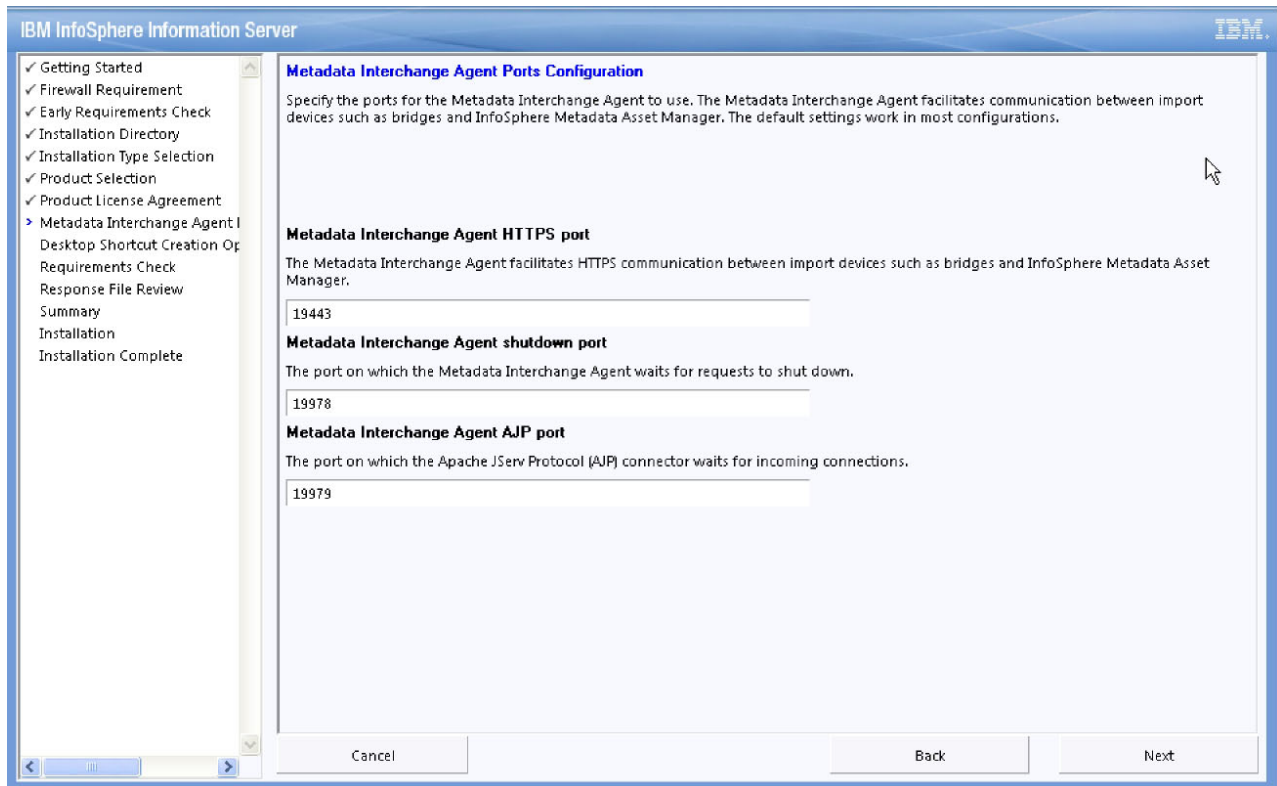 IBM InfoSphere Information Server
IBM.
✓ Getting Started
✓ Firewall Requirement
✓ Early Requirements Check
✓ Installation Directory
✓ Installation Type Selection
✓ Product Selection
✓ Product License Agreement
> Metadata Interchange Agent
Desktop Shortcut Creation Op
Requirements Check
Response File Review
Summary
Installation
Installation Complete
Metadata Interchange Agent Ports Configuration
Specify the ports for the Metadata Interchange Agent to use. The Metadata Interchange Agent facilitates communication between import
devices such as bridges and InfoSphere Metadata Asset Manager. The default settings work in most configurations.
Metadata Interchange Agent HTTPS port
The Metadata Interchange Agent facilitates HTTPS communication between import devices such as bridges and InfoSphere Metadata Asset
Manager.
19443
Metadata Interchange Agent shutdown port
The port on which the Metadata Interchange Agent waits for requests to shut down.
19978
Metadata Interchange Agent AJP port
The port on which the Apache JServ Protocol (AJP) connector waits for incoming connections.
19979
Cancel
Back
Next